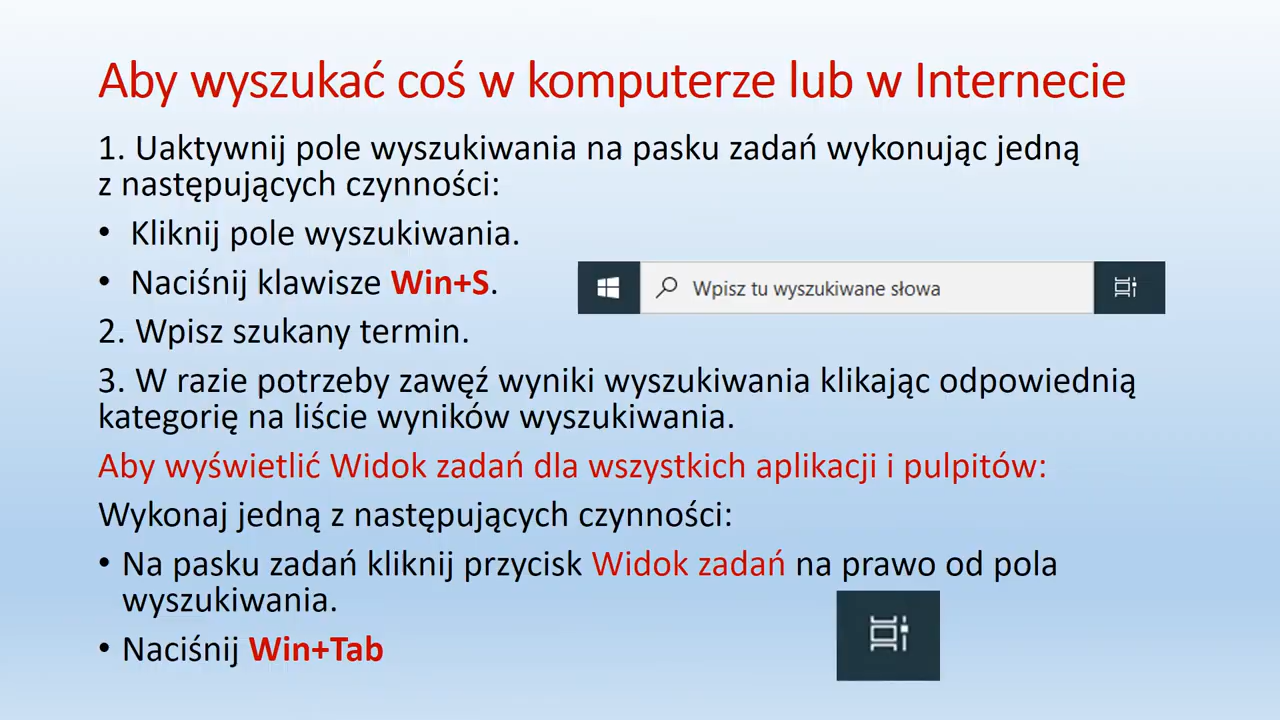 Aby wyszukać coś w komputerze lub w Internecie
1. Uaktywnij pole wyszukiwania na pasku zadań wykonując jedną
z następujących czynności:
• Kliknij pole wyszukiwania.
• Naciśnij klawisze Win+S.
Wpisz tu wyszukiwane słowa
2. Wpisz szukany termin.
3. W razie potrzeby zawęź wyniki wyszukiwania klikając odpowiednią
kategorię na liście wyników wyszukiwania.
Aby wyświetlić Widok zadań dla wszystkich aplikacji i pulpitów:
Wykonaj jedną z następujących czynności:
• Na pasku zadań kliknij przycisk Widok zadań na prawo od pola
wyszukiwania.
• Naciśnij Win+Tab